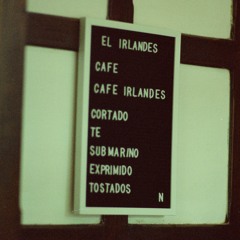 EL IRLANDES
CAFE
CAFE IRLANDES
CORTADO
TE
SUBMARINO
EXPRIMIDO
TOSTADOS
N